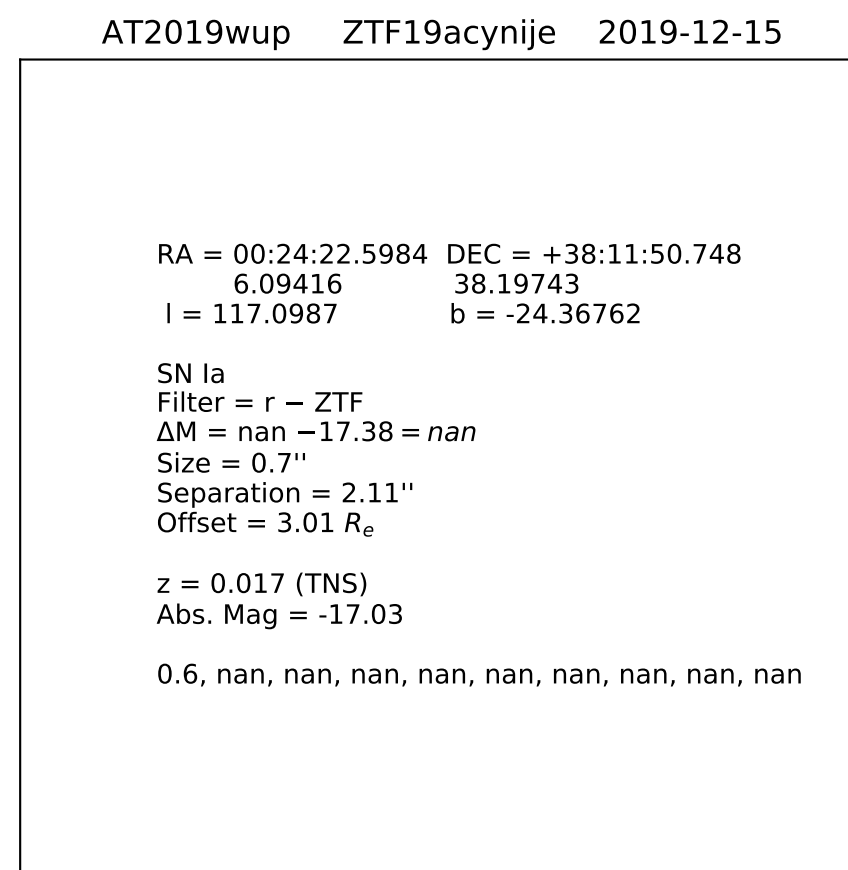 AT2019wup ZTF19acynije 2019-12-15
RA = 00:24:22.5984 DEC = +38:11:50.748
6.09416 38.19743
l = 117.0987 b = -24.36762
SN Ia
Filter = r − ZTF
ΔM = nan −17.38 = nan
Size = 0.7''
Separation = 2.11''
Offset = 3.01 Rₑ
z = 0.017 (TNS)
Abs. Mag = -17.03
0.6, nan, nan, nan, nan, nan, nan, nan, nan, nan